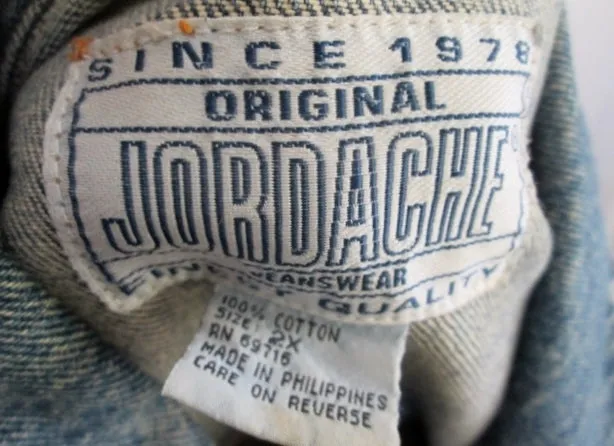 SINCE 1978
ORIGINAL
JORDACHE
JEANSWEAR
QUALITY
100% COTTON
SIZE: 2X
RN 69716
MADE IN PHILIPPINES
CARE ON REVERSE